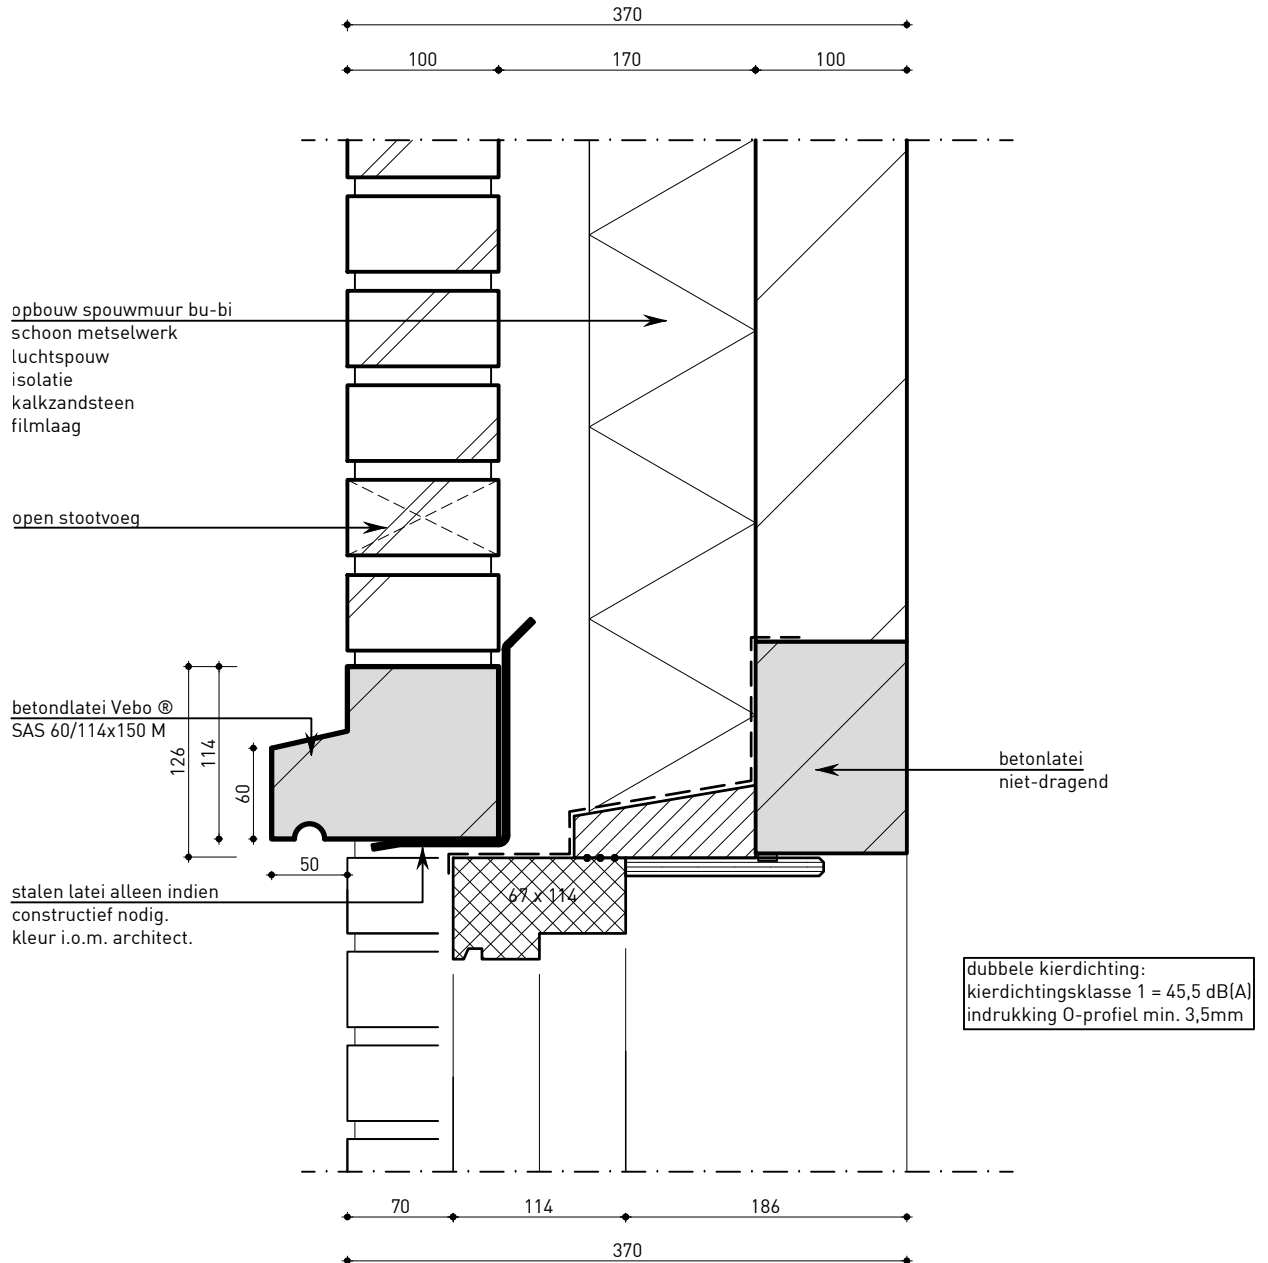 370
100
170
100
opbouw spouwmuur bu-bi
schoon metselwerk
luchtspouw
isolatie
kalkzandsteen
filmlaag
open stootvoeg
betondlatei Vebo ®
SAS 60/114x150 M
126
114
60
betonlatei
niet-dragend
50
67 x 114
stalen latei alleen indien
constructief nodig.
kleur i.o.m. architect.
dubbele kierdichting:
kierdichtingsklasse 1 = 45,5 dB(A)
indrukking O-profiel min. 3,5mm
70
114
186
370